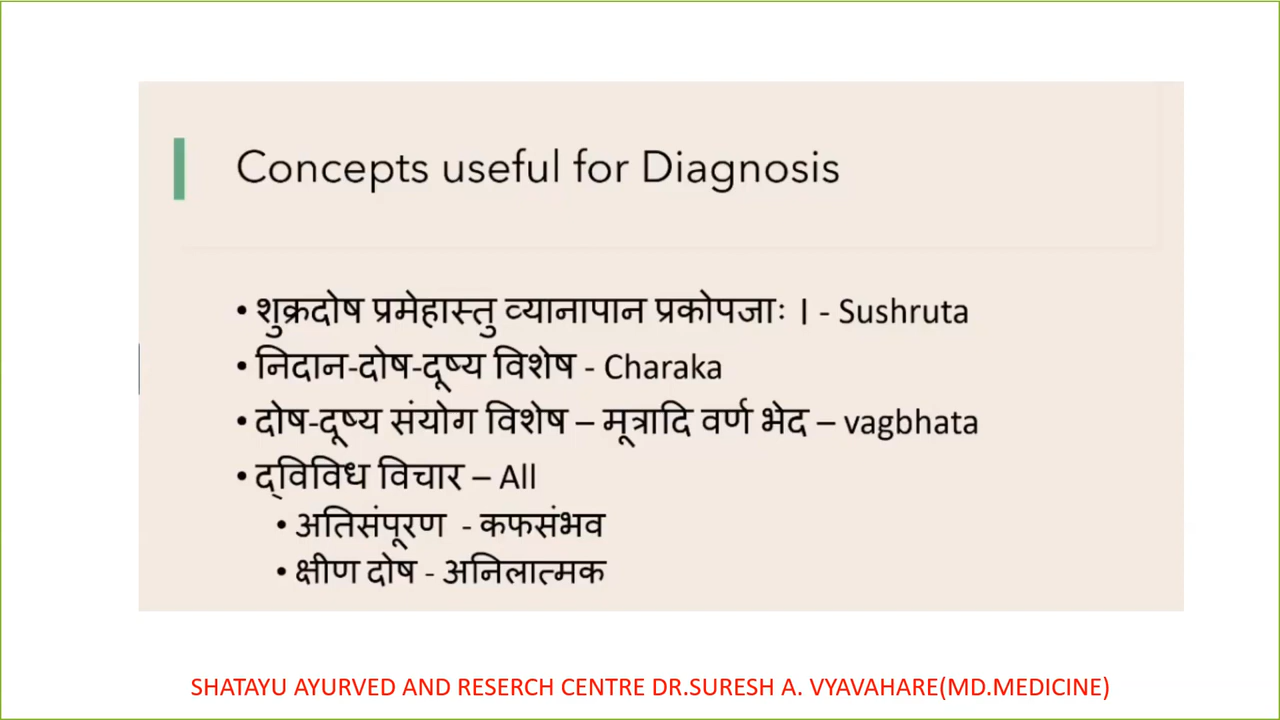 Concepts useful for Diagnosis
• शुक्रदोष प्रमेहास्तु व्यानापान प्रकोपजाः । - Sushruta
• निदान-दोष-दूष्य विशेष - Charaka
• दोष-दूष्य संयोग विशेष – मूत्रादि वर्ण भेद – vagbhata
• द्विविध विचार – All
• अतिसंपूरण - कफसंभव
• क्षीण दोष - अनिलात्मक
SHATAYU AYURVED AND RESERCH CENTRE DR.SURESH A. VYAVAHARE(MD.MEDICINE)